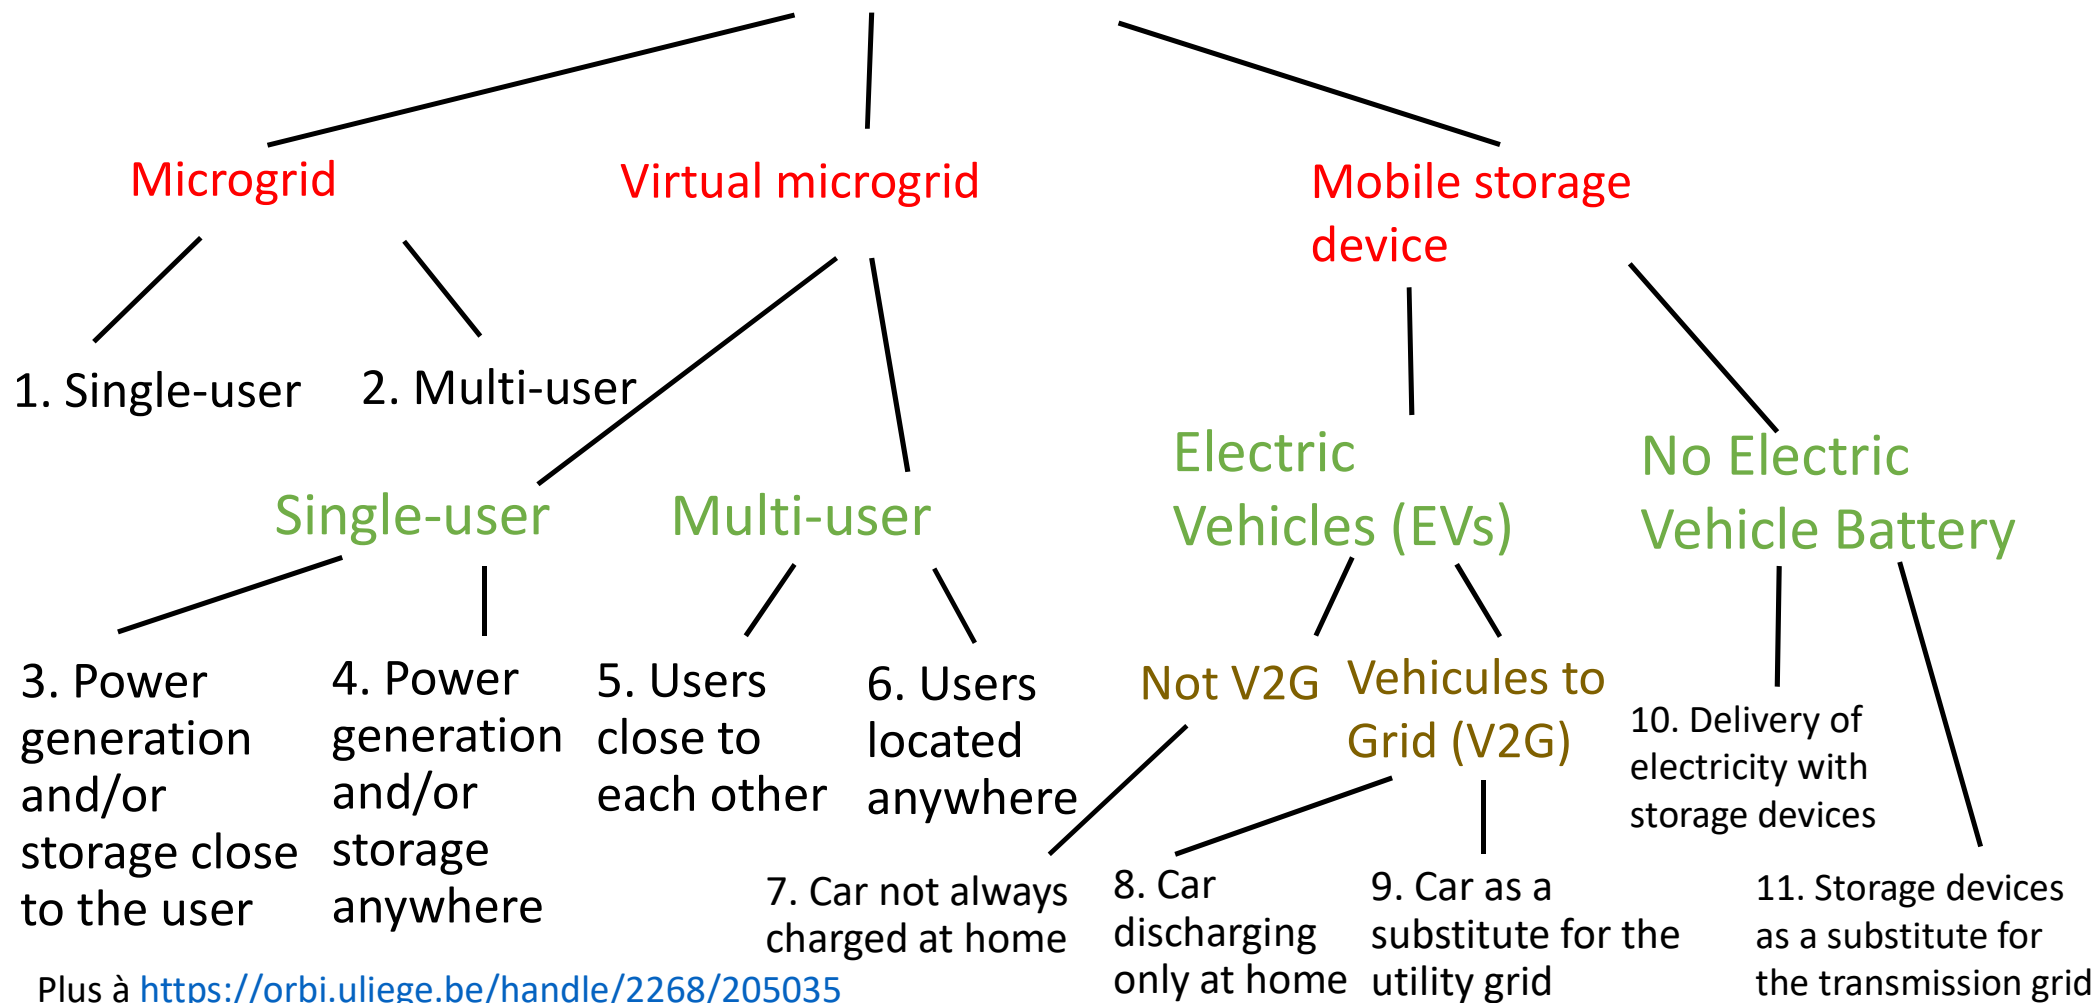 Microgrid
Virtual microgrid
Mobile storage
device
1. Single-user
2. Multi-user
Single-user
Multi-user
Electric
Vehicles (EVs)
No Electric
Vehicle Battery
3. Power
generation
and/or
storage close
to the user
4. Power
generation
and/or
storage
anywhere
5. Users
close to
each other
6. Users
located
anywhere
Not V2G
Vehicules to
Grid (V2G)
10. Delivery of
electricity with
storage devices
7. Car not always
charged at home
8. Car
discharging
only at home
9. Car as a
substitute for the
utility grid
11. Storage devices
as a substitute for
the transmission grid
Plus à https://orbi.uliege.be/handle/2268/205035